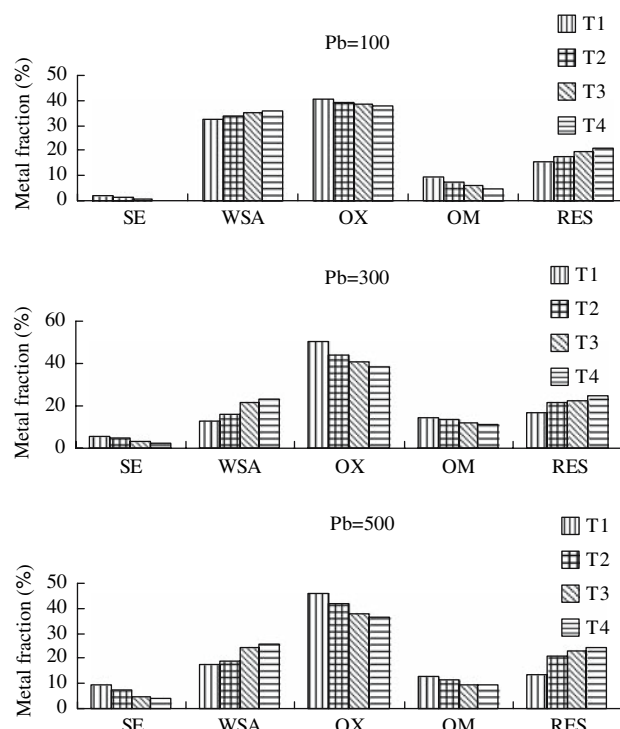 Pb=100
T1
T2
T3
T4
Metal fraction (%)
50
40
30
20
10
0
SE WSA OX OM RES
Pb=300
T1
T2
T3
T4
Metal fraction (%)
60
40
20
0
SE WSA OX OM RES
Pb=500
T1
T2
T3
T4
Metal fraction (%)
50
40
30
20
10
0
SE WSA OX OM RES